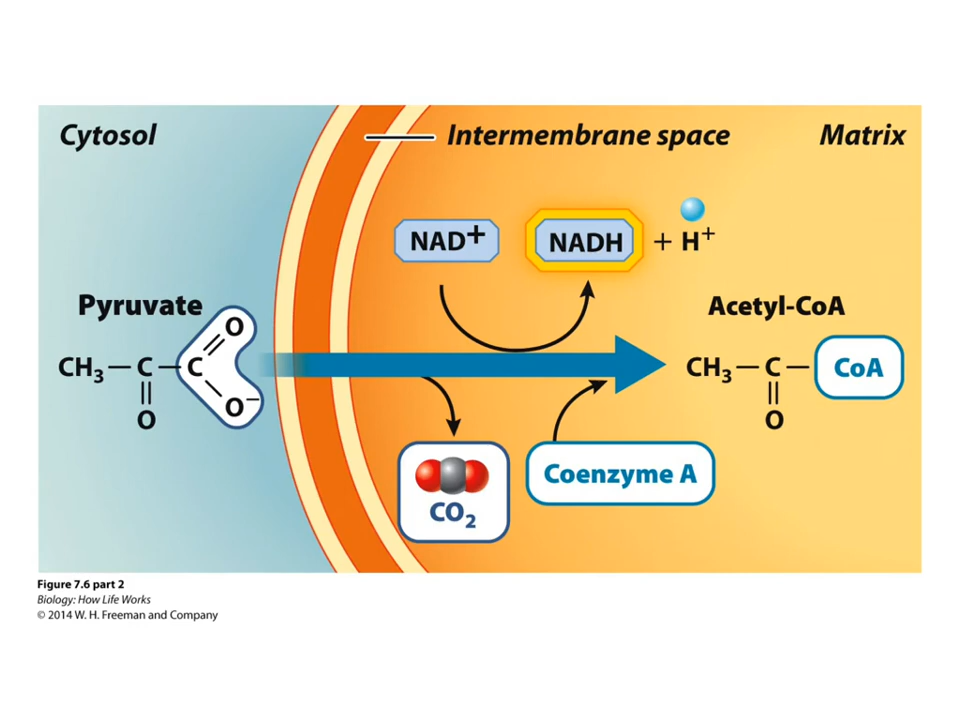 Cytosol
Intermembrane space
Matrix
NAD+
NADH
+ H+
Pyruvate
Acetyl-CoA
CH3—C—C
O
O−
O
CH3—C—
CoA
O
Coenzyme A
CO2
Figure 7.6 part 2
Biology: How Life Works
© 2014 W. H. Freeman and Company